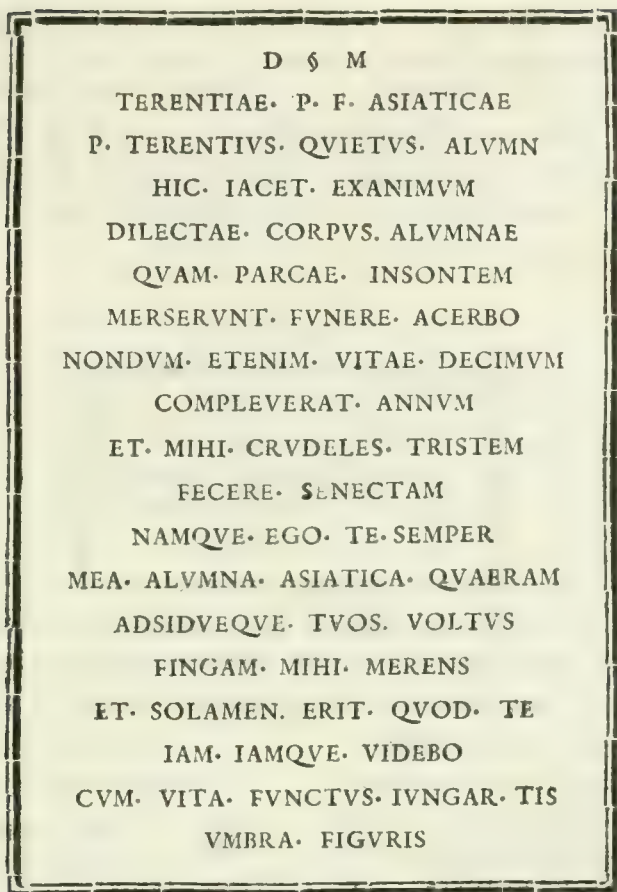 D § M
TERENTIAE· P· F· ASIATICAE
P· TERENTIVS· QVIETVS· ALVMN
HIC· IACET· EXANIMVM
DILECTAE· CORPVS. ALVMNAE
QVAM· PARCAE· INSONTEM
MERSERVNT· FVNERE· ACERBO
NONDVM· ETENIM· VITAE· DECIMVM
COMPLEVERAT· ANNVM
ET· MIHI· CRVDELES· TRISTEM
FECERE· SENECTAM
NAMQVE· EGO· TE· SEMPER
MEA· ALVMNA· ASIATICA· QVAERAM
ADSIDVEQVE· TVOS. VOLTVS
FINGAM· MIHI· MERENS
ET· SOLAMEN. ERIT· QVOD· TE
IAM· IAMQVE· VIDEBO
CVM· VITA· FVNCTVS· IVNGAR· TIS
VMBRA· FIGVRIS